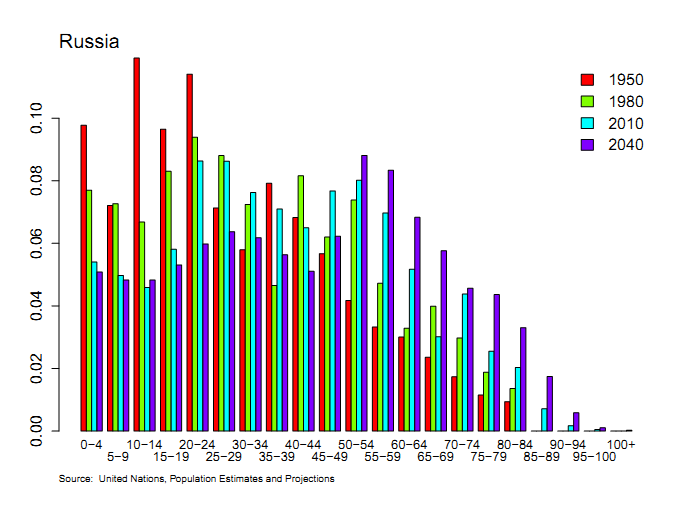 Russia
1950
1980
2010
2040
0.10
0.08
0.06
0.04
0.02
0.00
0−4 10−14 20−24 30−34 40−44 50−54 60−64 70−74 80−84 90−94 100+
5−9 15−19 25−29 35−39 45−49 55−59 65−69 75−79 85−89 95−100
Source: United Nations, Population Estimates and Projections